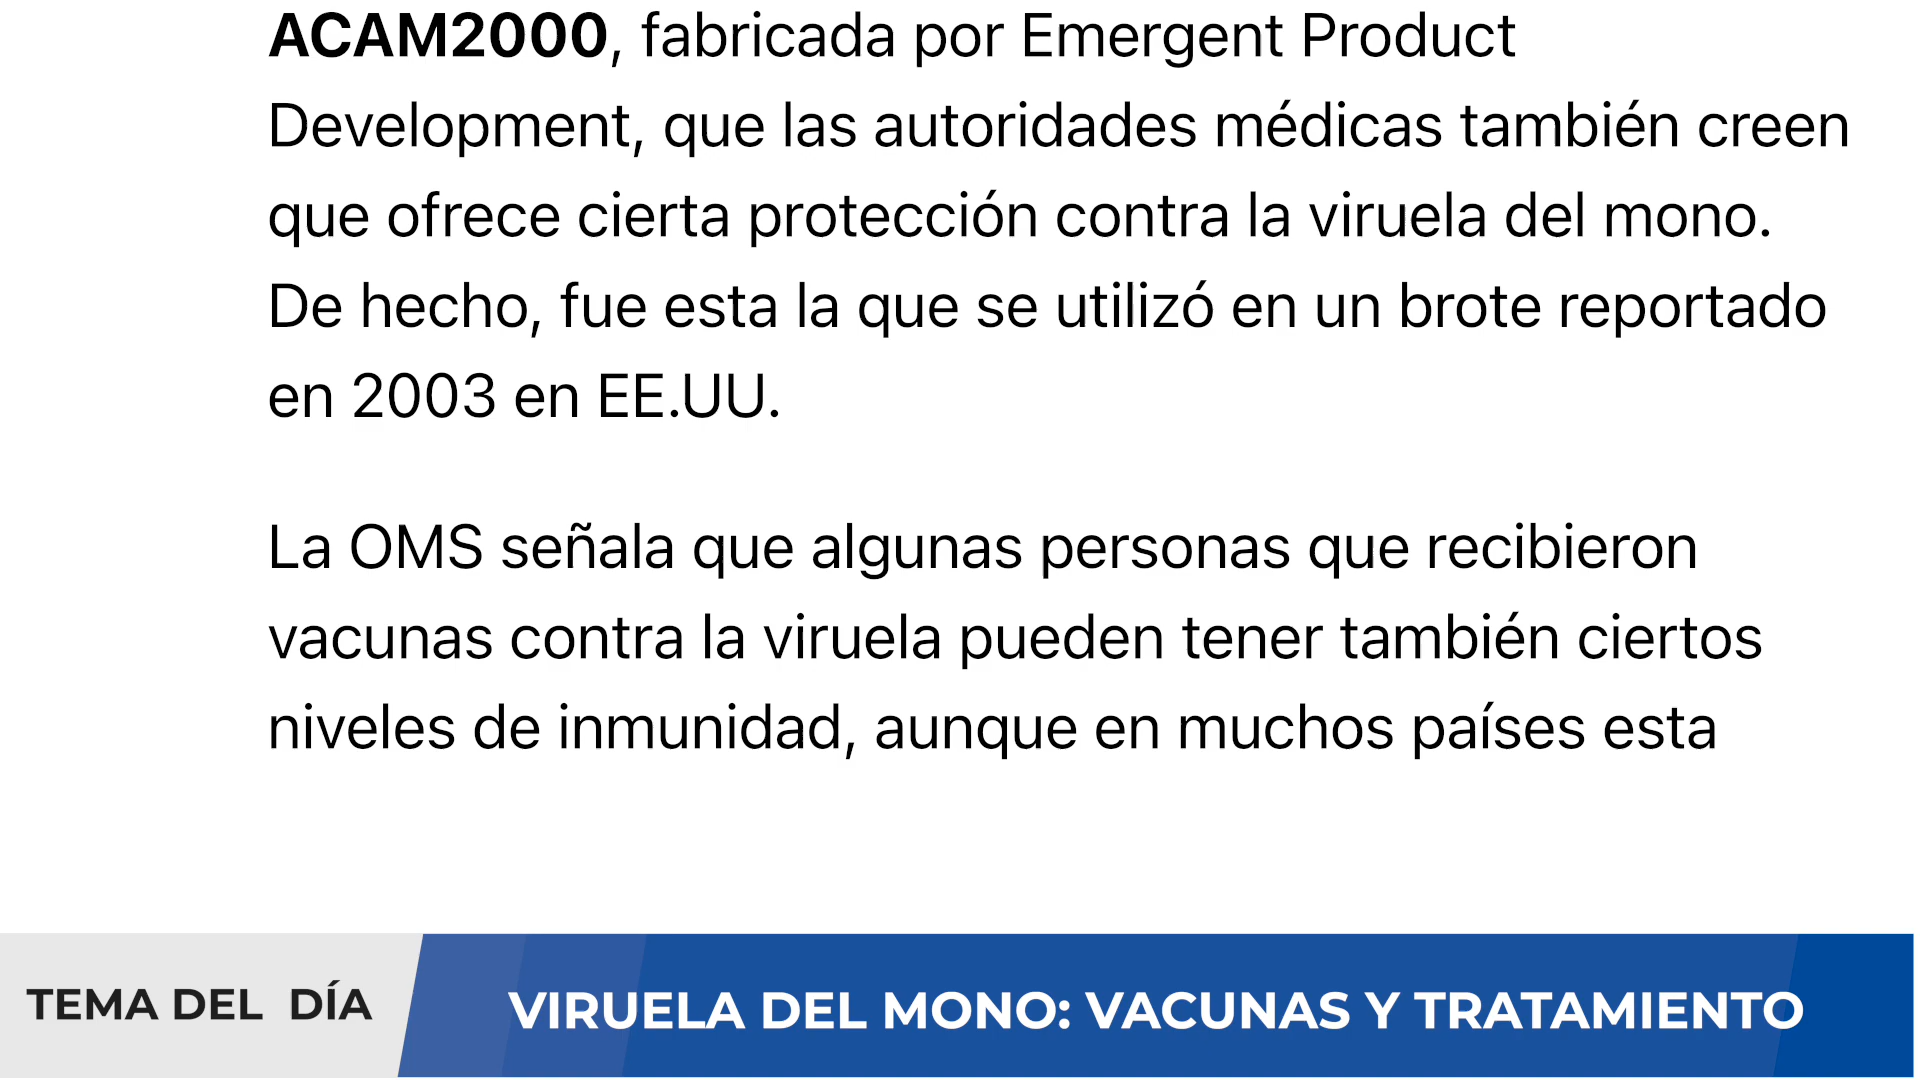 ACAM2000, fabricada por Emergent Product
Development, que las autoridades médicas también creen
que ofrece cierta protección contra la viruela del mono.
De hecho, fue esta la que se utilizó en un brote reportado
en 2003 en EE.UU.
La OMS señala que algunas personas que recibieron
vacunas contra la viruela pueden tener también ciertos
niveles de inmunidad, aunque en muchos países esta
TEMA DEL DÍA
VIRUELA DEL MONO: VACUNAS Y TRATAMIENTO